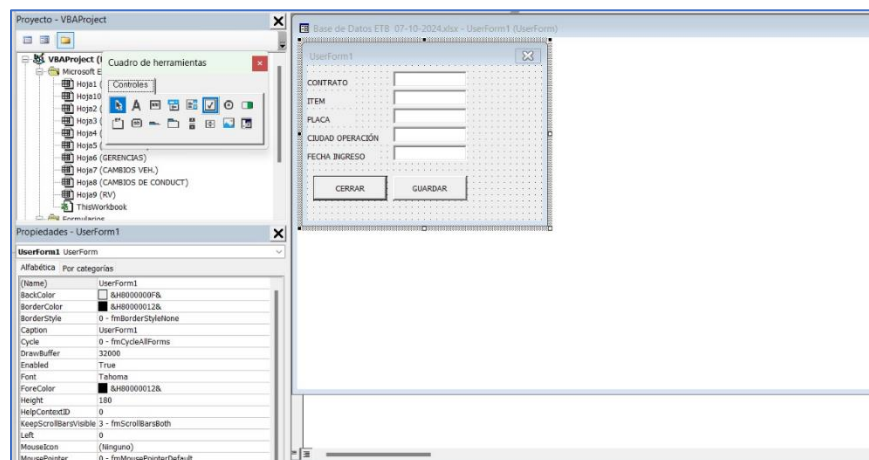 Proyecto - VBAProject
VBAProject (
Microsoft E
Hoja1 (
Hoja10
Hoja2 (
Hoja3 (
Hoja4 (
Hoja5 (
Hoja6 (GERENCIAS)
Hoja7 (CAMBIOS VEH.)
Hoja8 (CAMBIOS DE CONDUCT)
Hoja9 (RV)
ThisWorkbook
Formularios
Cuadro de herramientas
Controles
Propiedades - UserForm1
UserForm1 UserForm
Alfabética Por categorías
(Name) UserForm1
BackColor &H8000000F&
BorderColor &H80000012&
BorderStyle 0 - fmBorderStyleNone
Caption UserForm1
Cycle 0 - fmCycleAllForms
DrawBuffer 32000
Enabled True
Font Tahoma
ForeColor &H80000012&
Height 180
HelpContextID 0
KeepScrollBarsVisible 3 - fmScrollBarsBoth
Left 0
MouseIcon (Ninguno)
MousePointer 0 - fmMousePointerDefault
Base de Datos ETB 07-10-2024.xlsx - UserForm1 (UserForm)
UserForm1
CONTRATO
ITEM
PLACA
CIUDAD OPERACIÓN
FECHA INGRESO
CERRAR GUARDAR